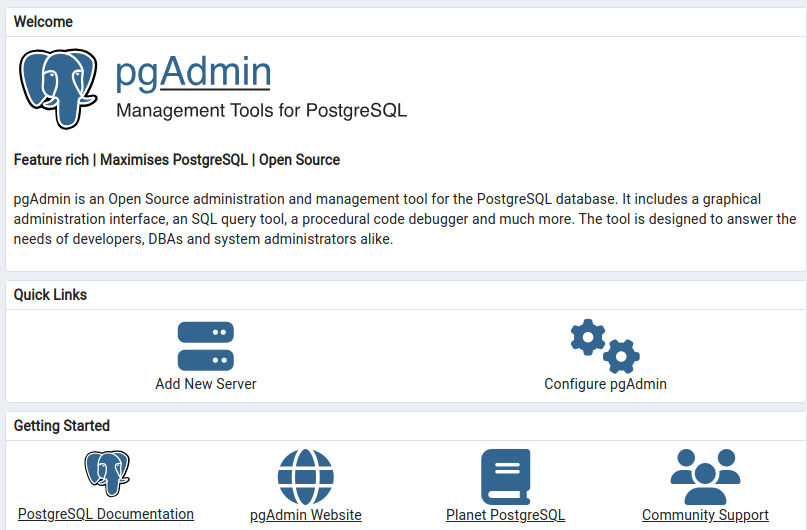 Welcome
pgAdmin
Management Tools for PostgreSQL
Feature rich | Maximises PostgreSQL | Open Source
pgAdmin is an Open Source administration and management tool for the PostgreSQL database. It includes a graphical
administration interface, an SQL query tool, a procedural code debugger and much more. The tool is designed to answer the
needs of developers, DBAs and system administrators alike.
Quick Links
Add New Server
Configure pgAdmin
Getting Started
PostgreSQL Documentation
pgAdmin Website
Planet PostgreSQL
Community Support